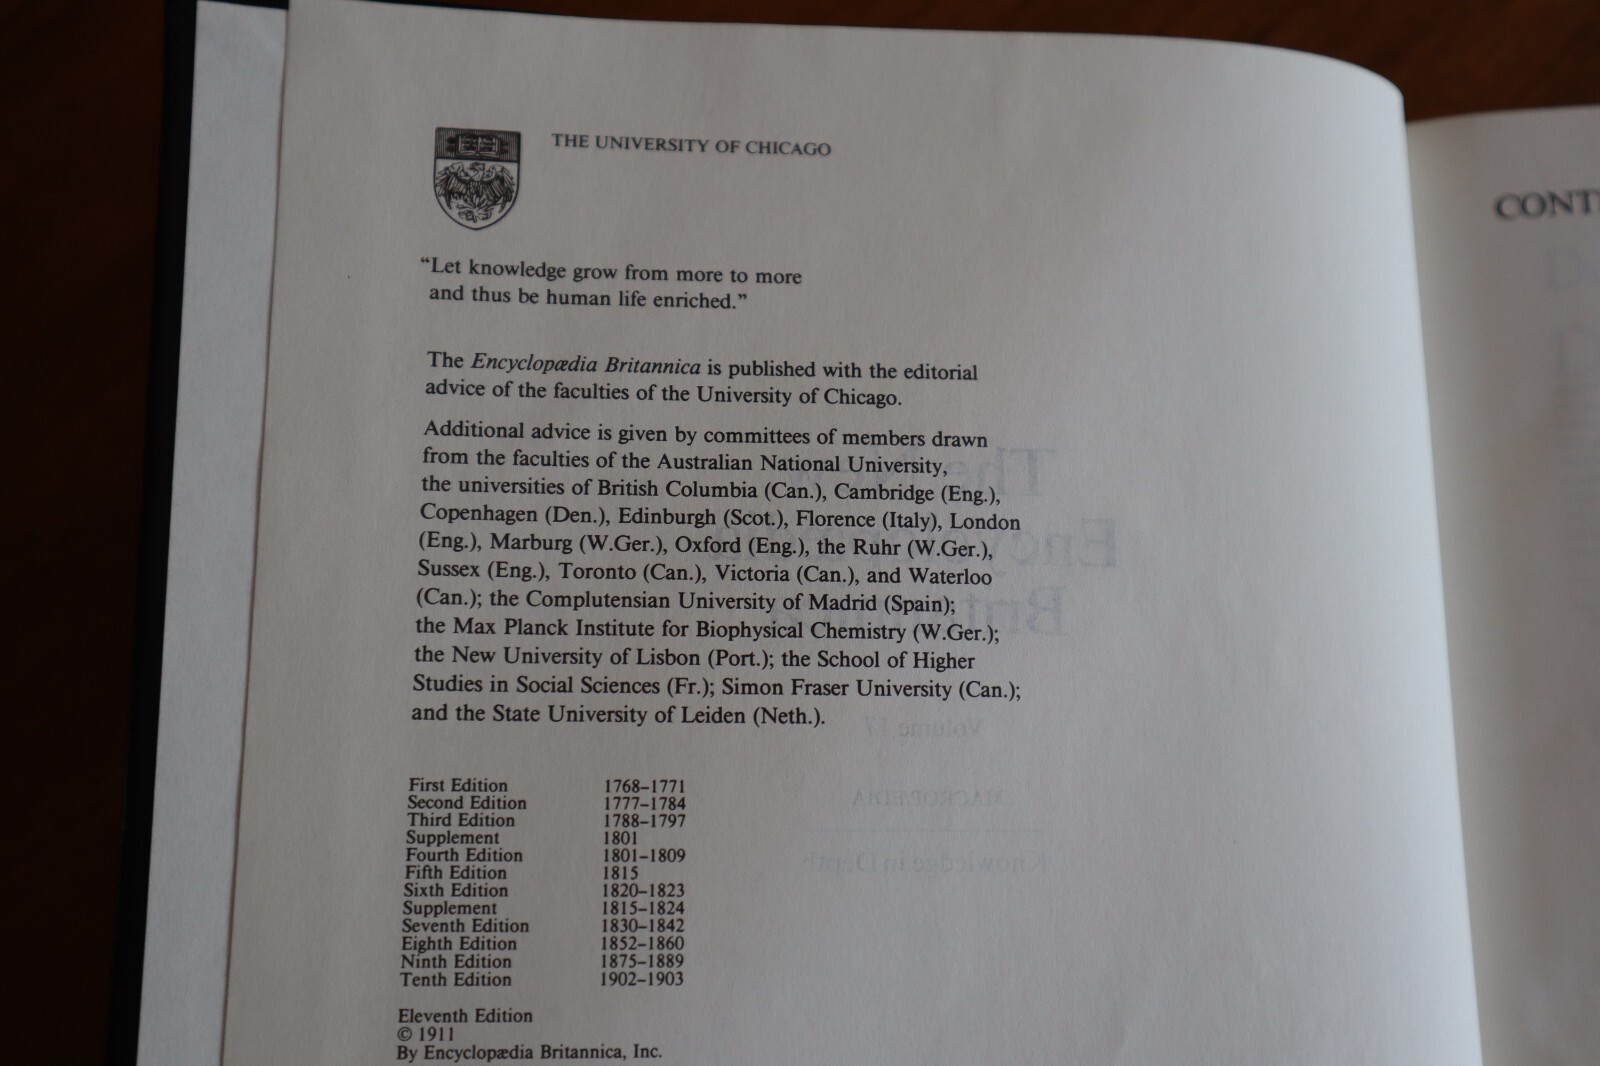 THE UNIVERSITY OF CHICAGO
“Let knowledge grow from more to more
and thus be human life enriched.”
The Encyclopædia Britannica is published with the editorial
advice of the faculties of the University of Chicago.
Additional advice is given by committees of members drawn
from the faculties of the Australian National University,
the universities of British Columbia (Can.), Cambridge (Eng.),
Copenhagen (Den.), Edinburgh (Scot.), Florence (Italy), London
(Eng.), Marburg (W.Ger.), Oxford (Eng.), the Ruhr (W.Ger.),
Sussex (Eng.), Toronto (Can.), Victoria (Can.), and Waterloo
(Can.); the Complutensian University of Madrid (Spain);
the Max Planck Institute for Biophysical Chemistry (W.Ger.);
the New University of Lisbon (Port.); the School of Higher
Studies in Social Sciences (Fr.); Simon Fraser University (Can.);
and the State University of Leiden (Neth.).
First Edition 1768–1771
Second Edition 1777–1784
Third Edition 1788–1797
Supplement 1801
Fourth Edition 1801–1809
Fifth Edition 1815
Sixth Edition 1820–1823
Supplement 1815–1824
Seventh Edition 1830–1842
Eighth Edition 1852–1860
Ninth Edition 1875–1889
Tenth Edition 1902–1903
Eleventh Edition
© 1911
By Encyclopædia Britannica, Inc.
CONT